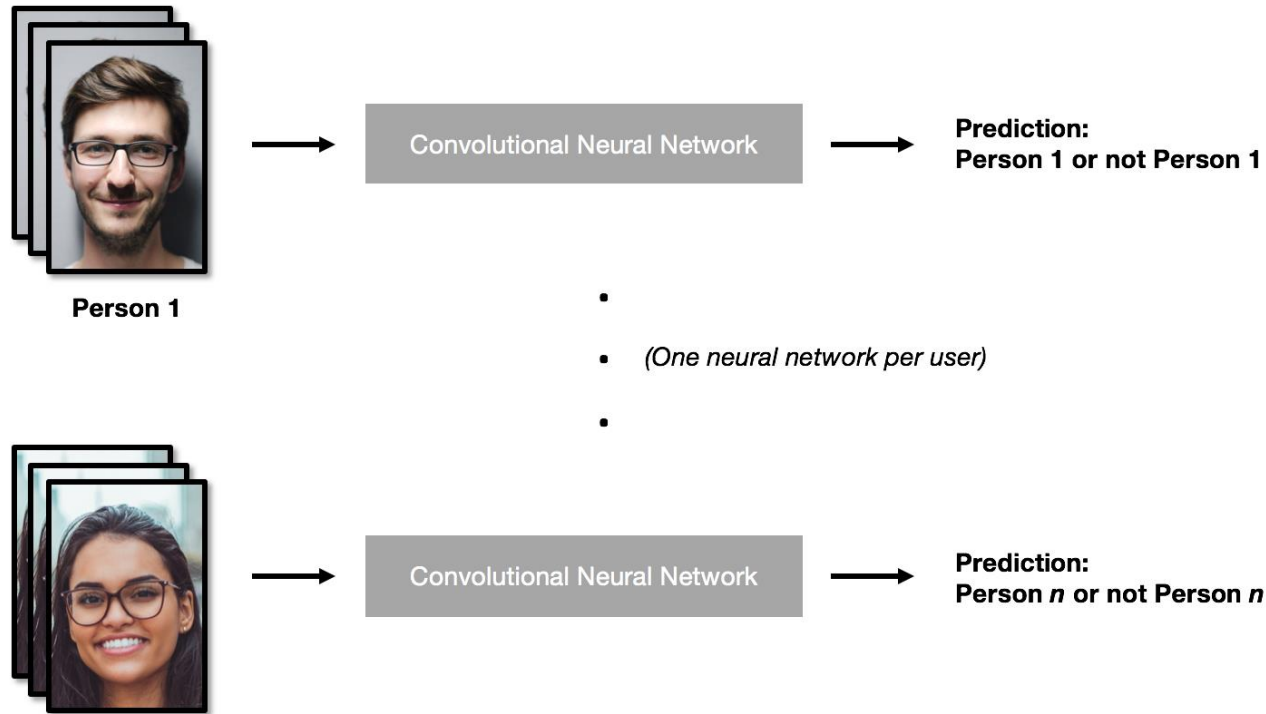 Convolutional Neural Network
Prediction:
Person 1 or not Person 1
Person 1
(One neural network per user)
Convolutional Neural Network
Prediction:
Person n or not Person n